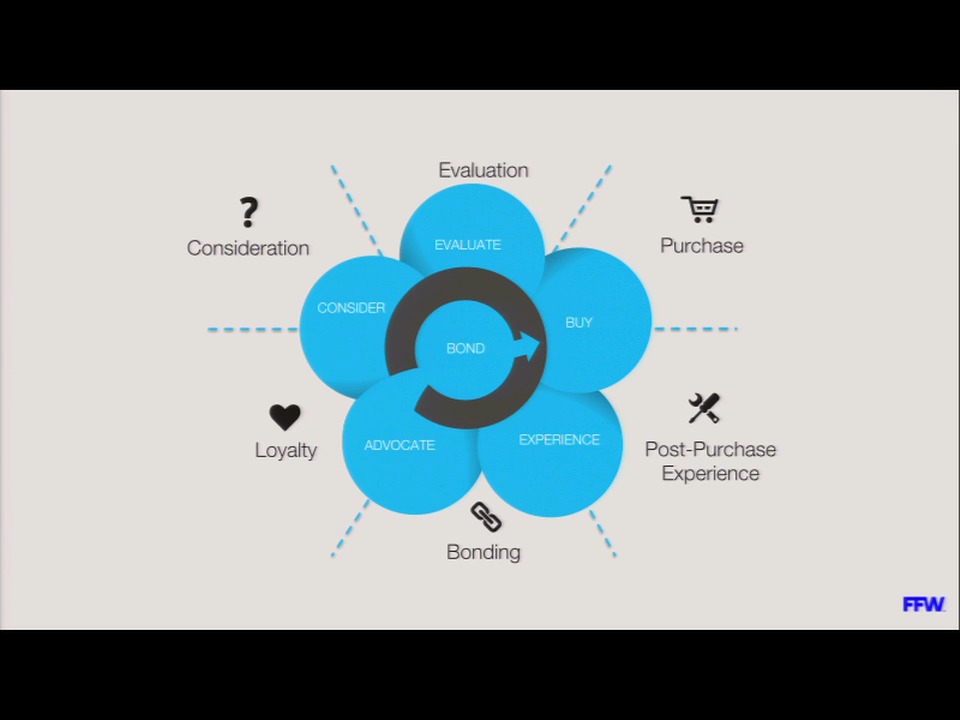 Evaluation
Consideration
Purchase
EVALUATE
CONSIDER
BUY
BOND
ADVOCATE
EXPERIENCE
Loyalty
Post-Purchase
Experience
Bonding
FFW